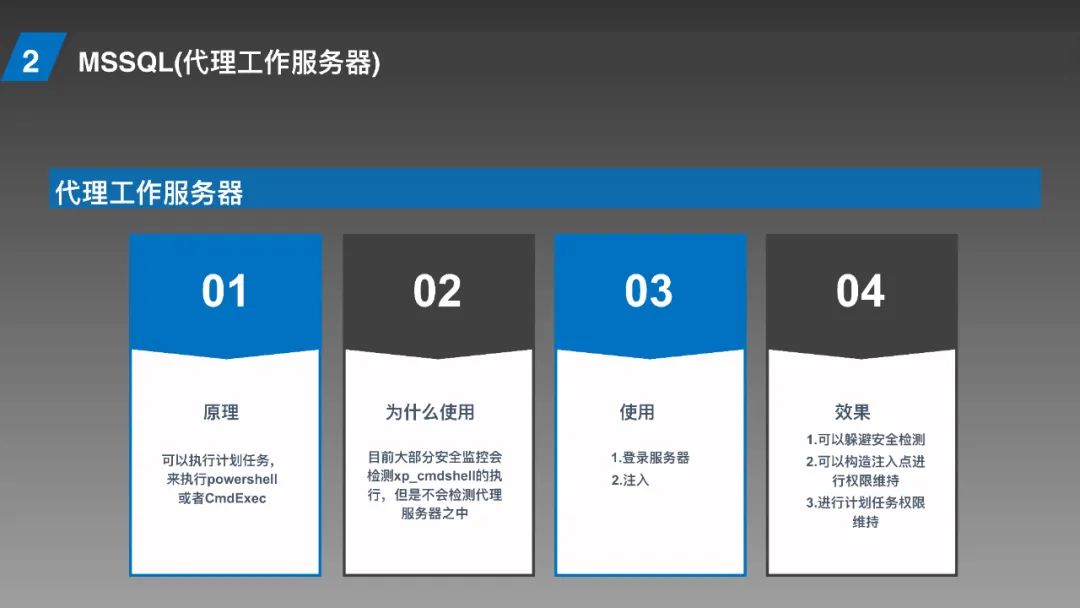 2
MSSQL(代理工作服务器)
代理工作服务器
01
原理
可以执行计划任务，
来执行powershell
或者CmdExec
02
为什么使用
目前大部分安全监控会
检测xp_cmdshell的执
行，但是不会检测代理
服务器之中
03
使用
1.登录服务器
2.注入
04
效果
1.可以躲避安全检测
2.可以构造注入点进
行权限维持
3.进行计划任务权限
维持